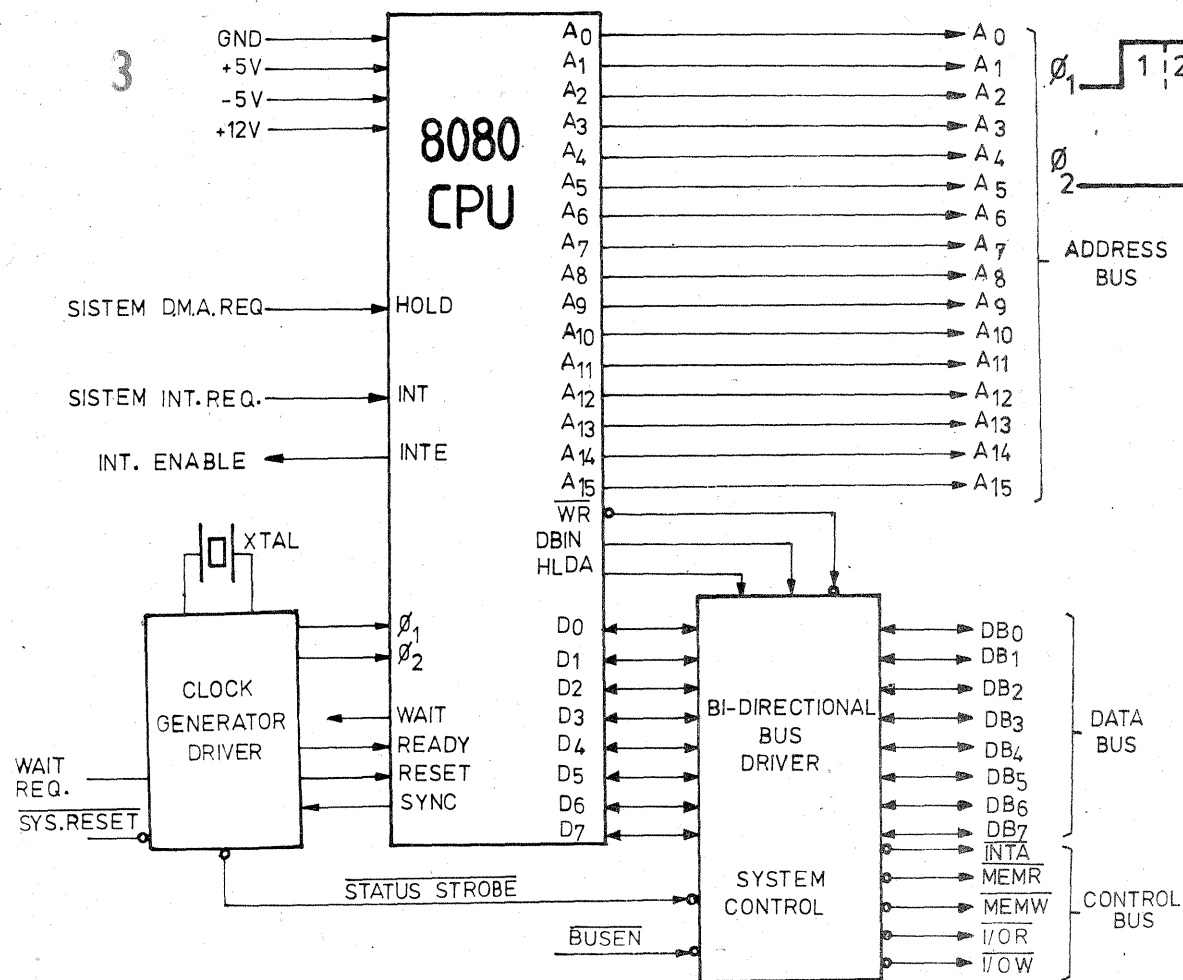 3
GND
+5V
-5V
+12V
8080
CPU
SISTEM D.M.A. REQ
HOLD
SISTEM INT. REQ.
INT
INT. ENABLE
INTE
XTAL
CLOCK
GENERATOR
DRIVER
Ø1
Ø2
WAIT
READY
RESET
SYNC
WAIT
REQ.
SYS.RESET
STATUS STROBE
BUSEN
A0
A1
A2
A3
A4
A5
A6
A7
A8
A9
A10
A11
A12
A13
A14
A15
WR
DBIN
HLDA
D0
D1
D2
D3
D4
D5
D6
D7
BI-DIRECTIONAL
BUS
DRIVER
SYSTEM
CONTROL
A0
A1
A2
A3
A4
A5
A6
A7
A8
A9
A10
A11
A12
A13
A14
A15
ADDRESS
BUS
DB0
DB1
DB2
DB3
DB4
DB5
DB6
DB7
DATA
BUS
INTA
MEMR
MEMW
I/OR
I/OW
CONTROL
BUS
Ø1
1 2
Ø2